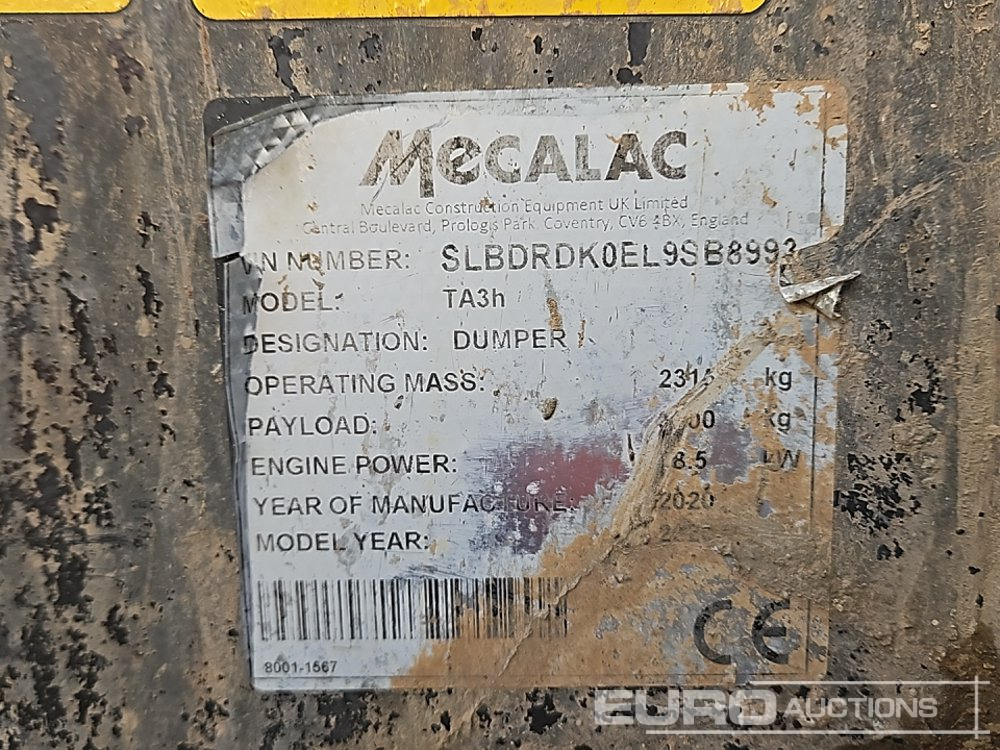 MECALAC
Mecalac Construction Equipment UK Limited
Central Boulevard, Prologis Park, Coventry, CV6 4BX, England
VIN NUMBER: SLBDRDK0EL9SB8993
MODEL: TA3h
DESIGNATION: DUMPER
OPERATING MASS: kg
PAYLOAD: kg
ENGINE POWER: kW
YEAR OF MANUFACTURE: 2020
MODEL YEAR:
8001-1567
CE
EURO AUCTIONS